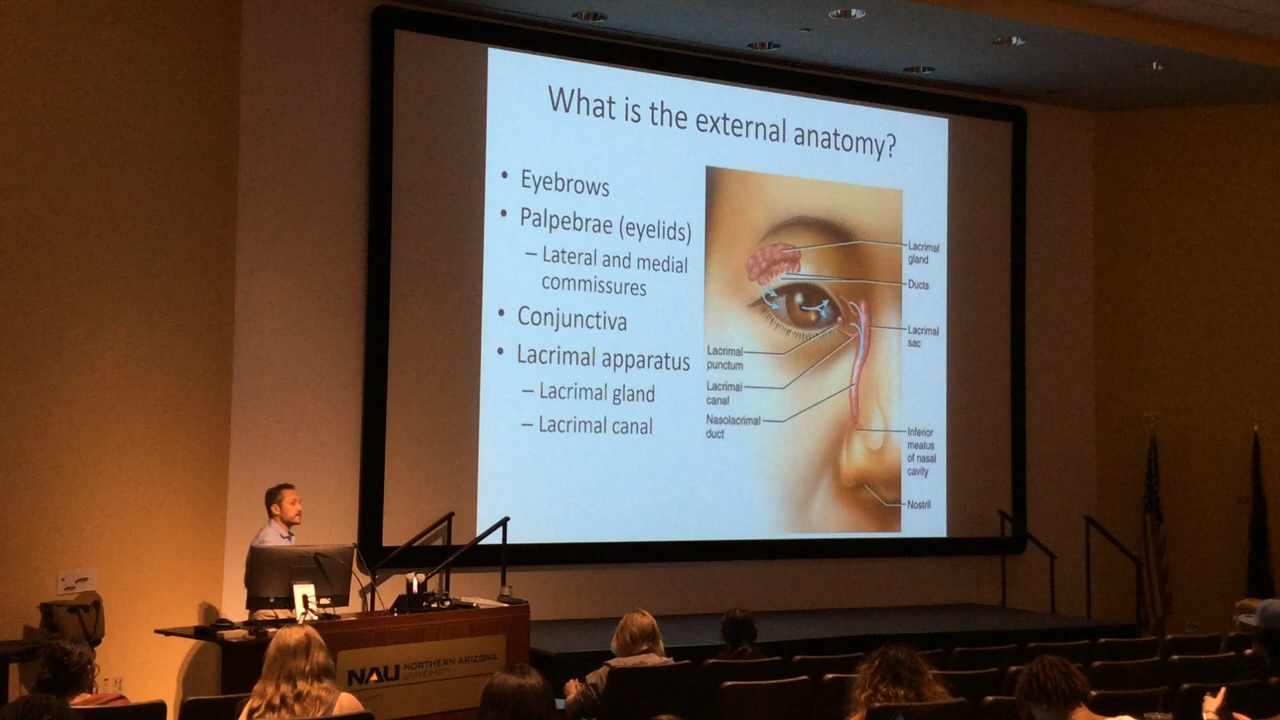 What is the external anatomy?
• Eyebrows
• Palpebrae (eyelids)
– Lateral and medial
commissures
• Conjunctiva
• Lacrimal apparatus
– Lacrimal gland
– Lacrimal canal
Lacrimal
gland
Ducts
Lacrimal
sac
Lacrimal
punctum
Lacrimal
canal
Nasolacrimal
duct
Inferior
meatus
of nasal
cavity
Nostril
NAU NORTHERN ARIZONA
UNIVERSITY